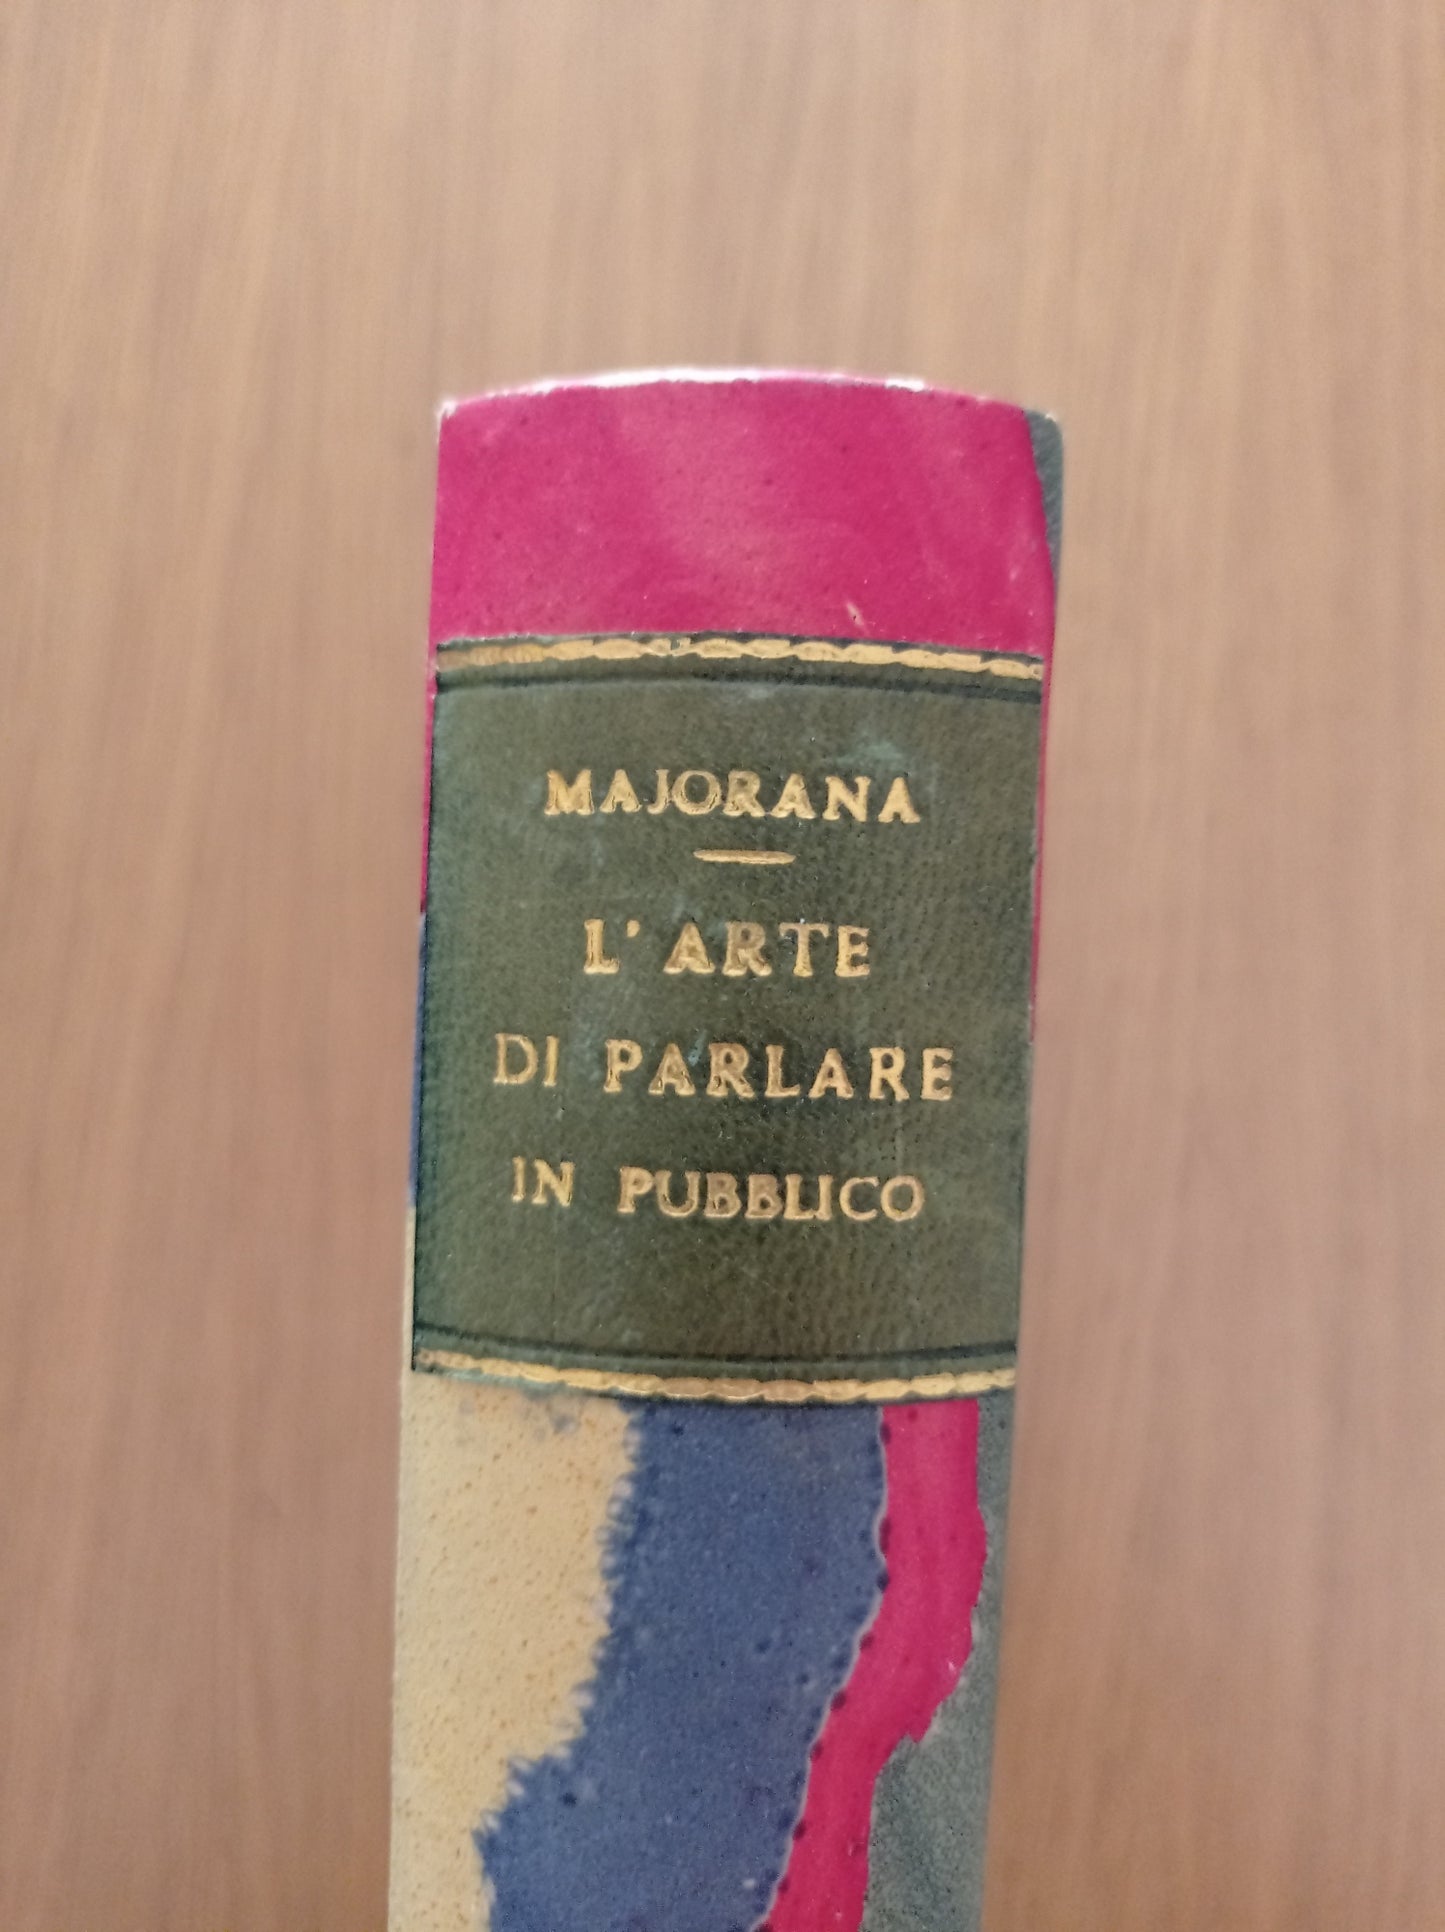 MAJORANA
L' ARTE
DI PARLARE
IN PUBBLICO